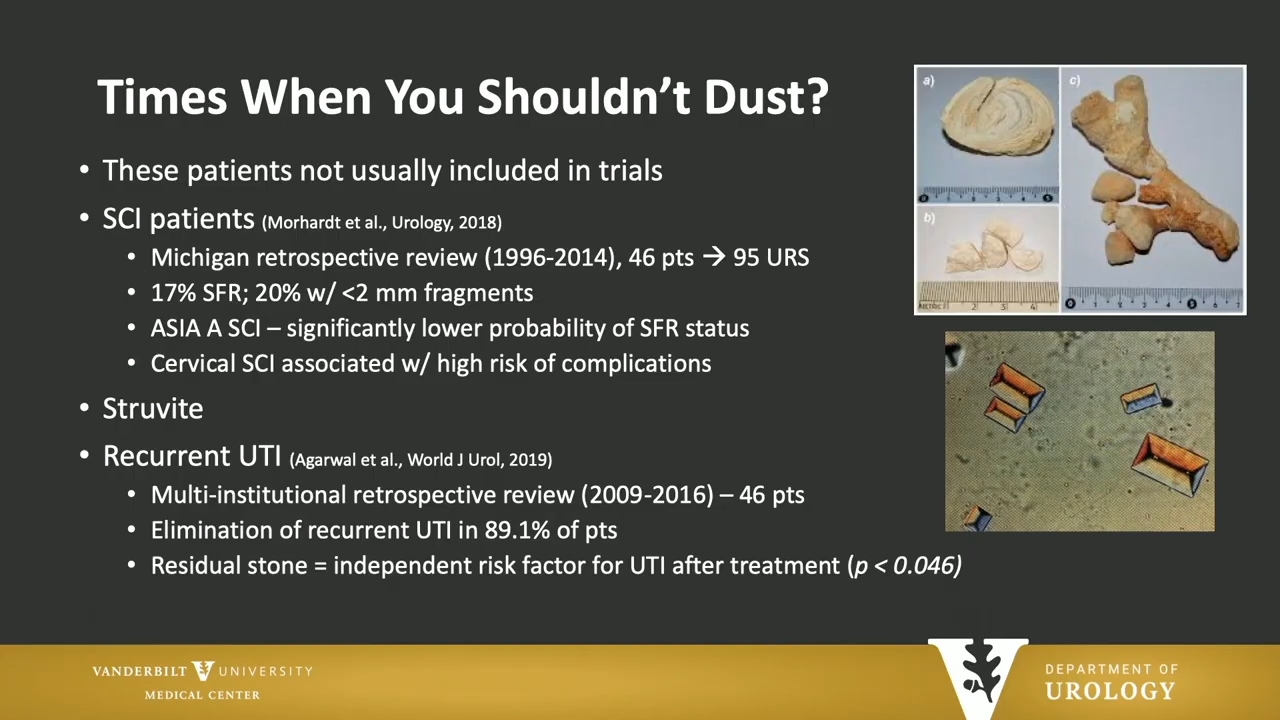 Times When You Shouldn't Dust?
• These patients not usually included in trials
• SCI patients (Morhardt et al., Urology, 2018)
• Michigan retrospective review (1996-2014), 46 pts → 95 URS
• 17% SFR; 20% w/ <2 mm fragments
• ASIA A SCI – significantly lower probability of SFR status
• Cervical SCI associated w/ high risk of complications
• Struvite
• Recurrent UTI (Agarwal et al., World J Urol, 2019)
• Multi-institutional retrospective review (2009-2016) – 46 pts
• Elimination of recurrent UTI in 89.1% of pts
• Residual stone = independent risk factor for UTI after treatment (p < 0.046)
a)
b)
c)
VANDERBILT UNIVERSITY
MEDICAL CENTER
DEPARTMENT OF
UROLOGY